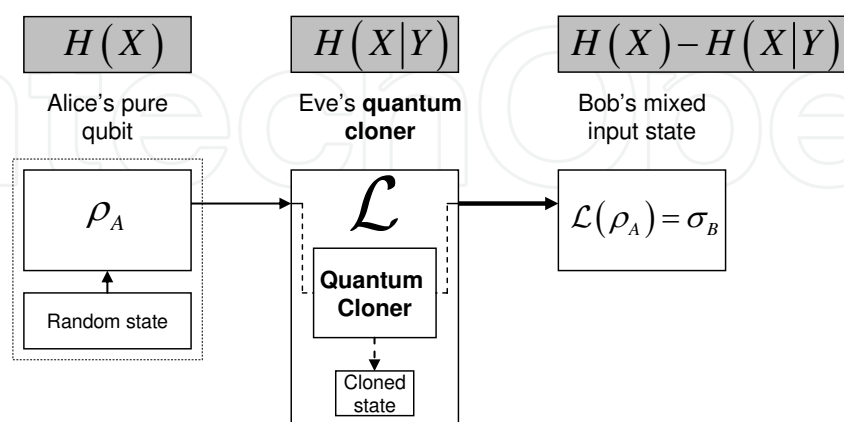 H(X)
H(X|Y)
H(X)−H(X|Y)
Alice's pure
qubit
Eve's quantum
cloner
Bob's mixed
input state
ρ_A
Random state
ℒ
Quantum
Cloner
Cloned
state
ℒ(ρ_A)=σ_B